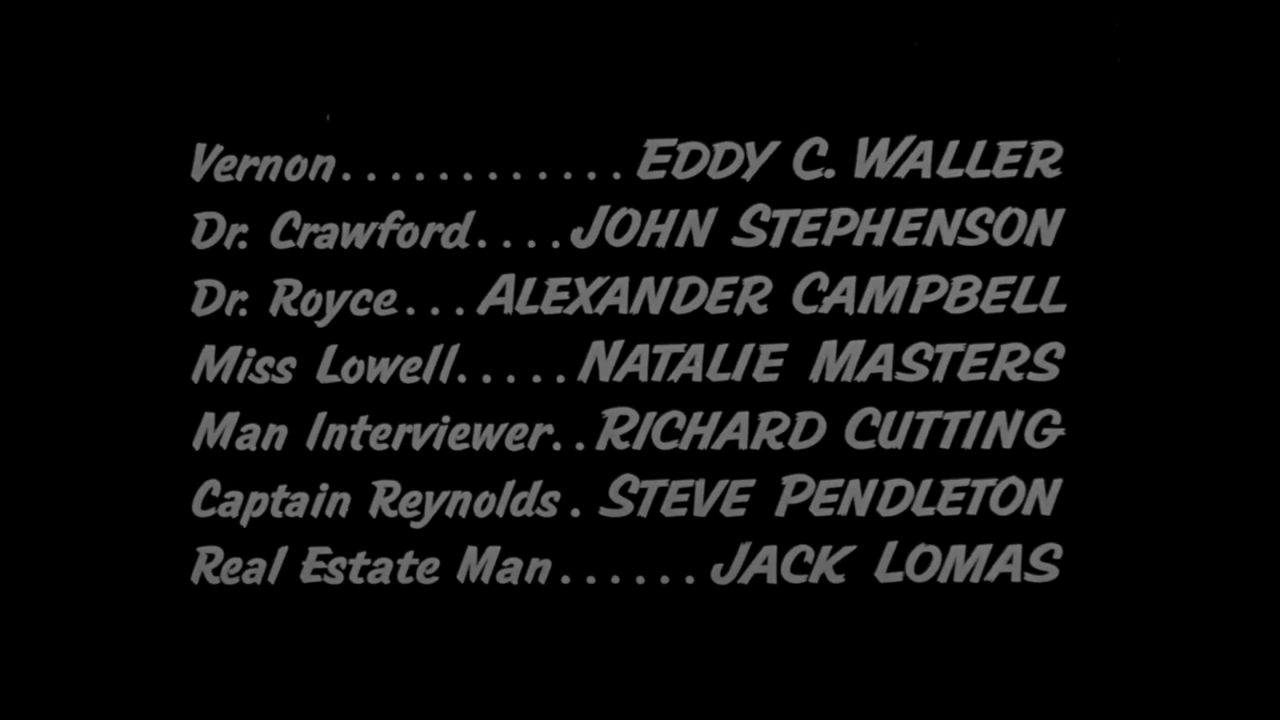 Vernon............. EDDY C. WALLER
Dr. Crawford.... JOHN STEPHENSON
Dr. Royce... ALEXANDER CAMPBELL
Miss Lowell..... NATALIE MASTERS
Man Interviewer.. RICHARD CUTTING
Captain Reynolds. STEVE PENDLETON
Real Estate Man...... JACK LOMAS